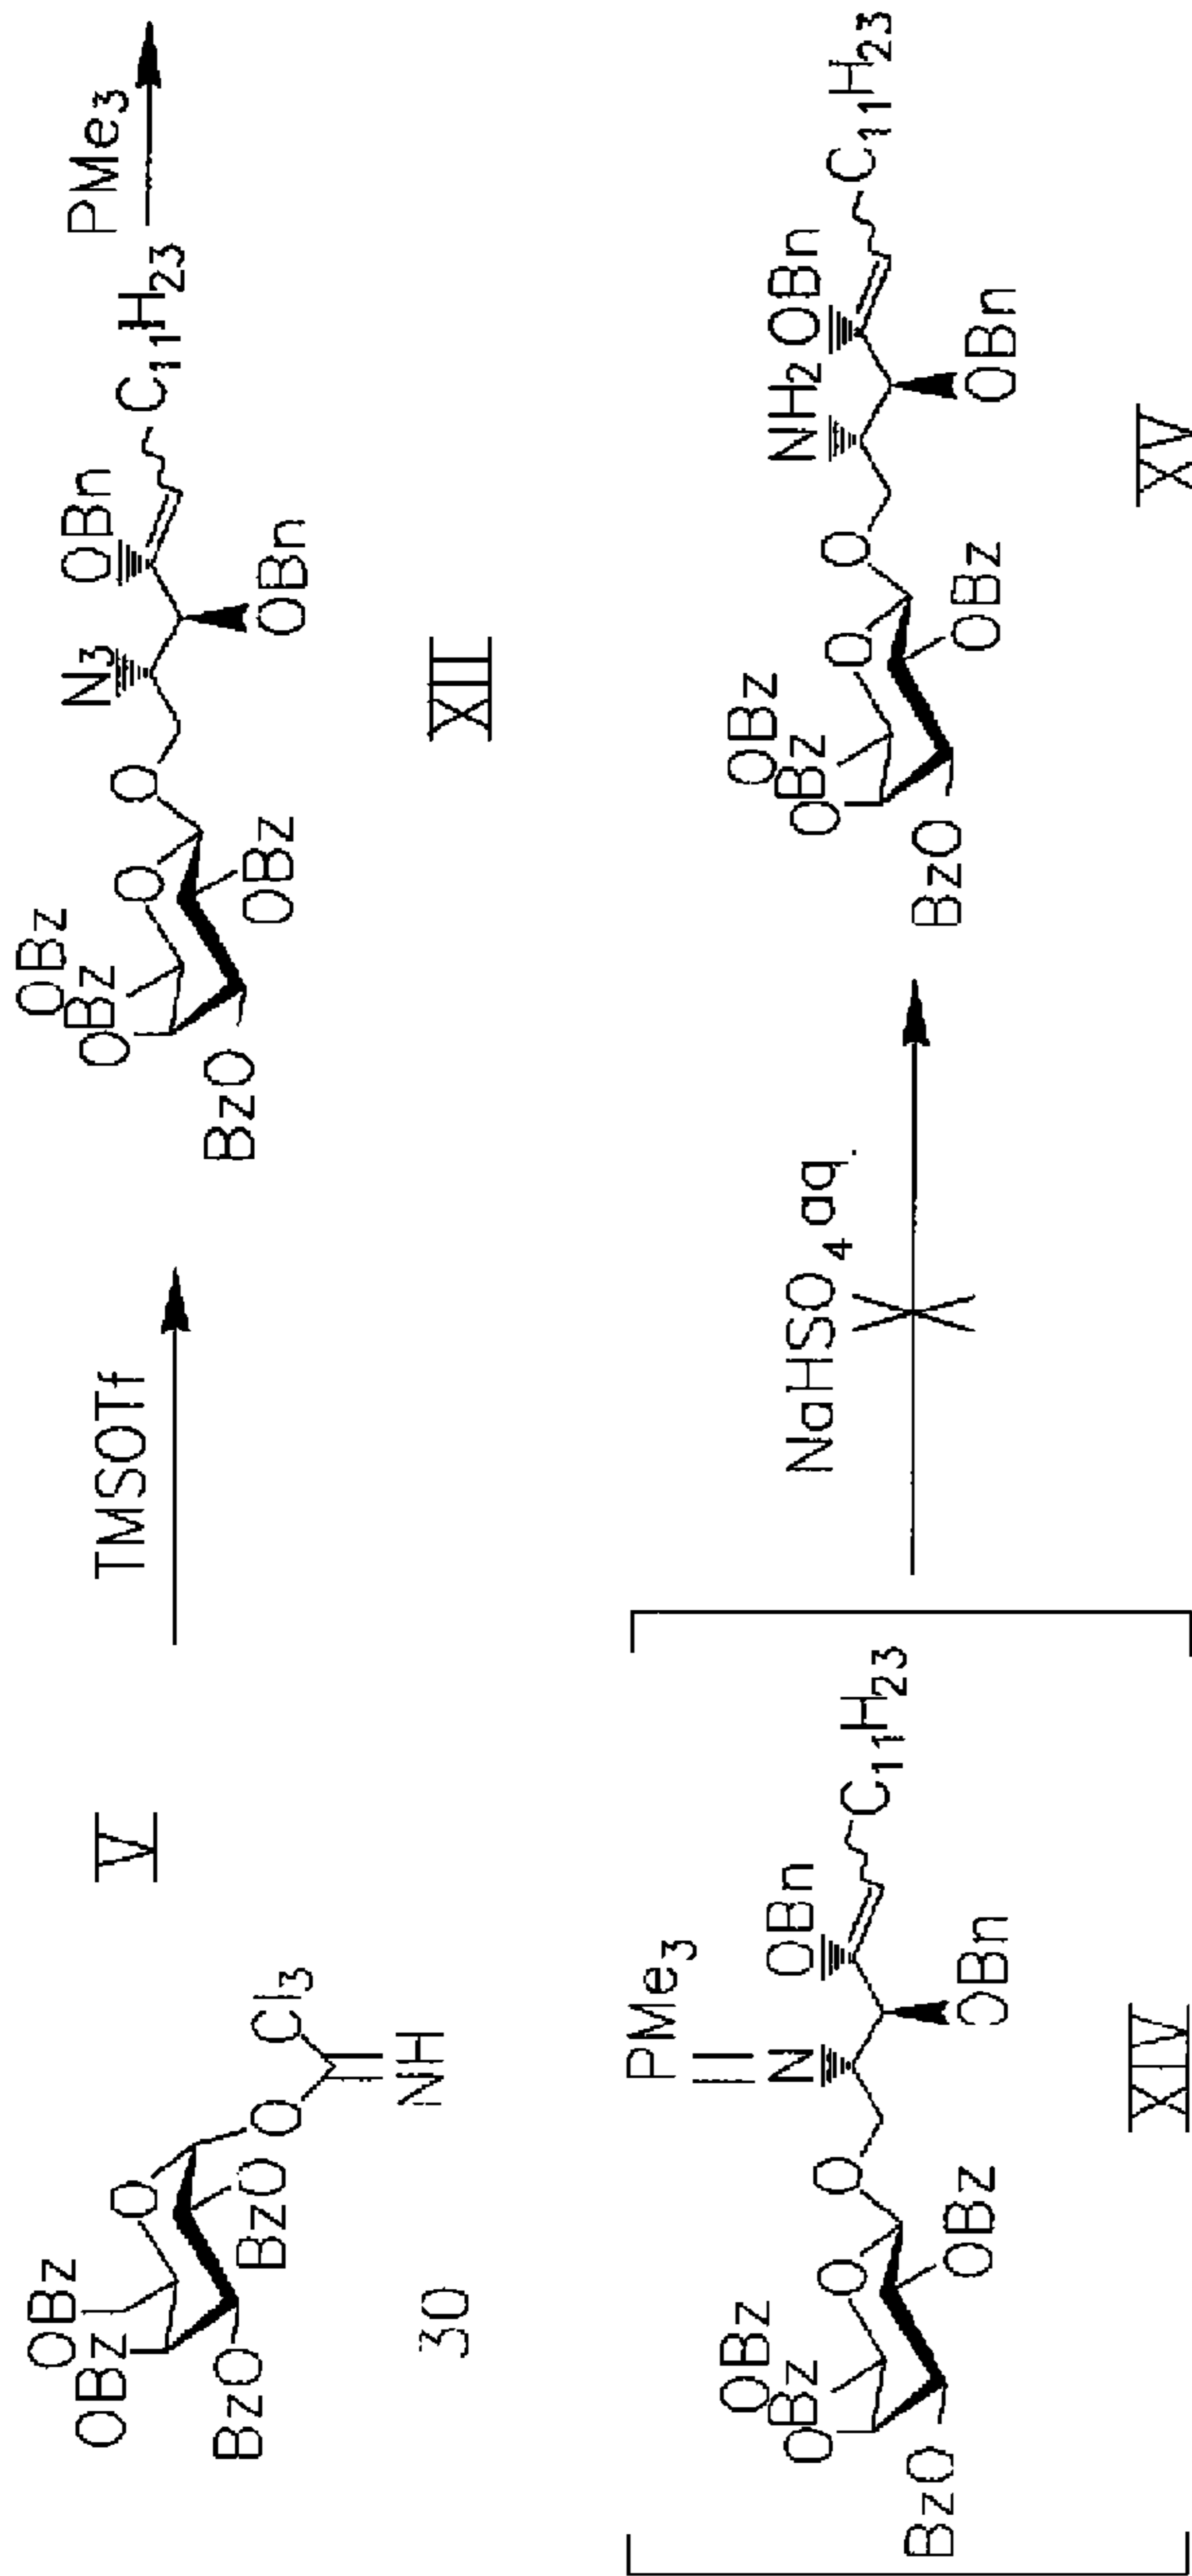 OBz
OBz
O
BzO
BzO
O
CCl3
NH
30
V
TMSOTf
OBz
OBz
O
BzO
OBz
O
N3
OBn
OBn
C11H23
XII
PMe3
OBz
OBz
O
BzO
OBz
O
PMe3
N
OBn
OBn
C11H23
XIV
NaHSO4 aq.
OBz
OBz
O
BzO
OBz
O
NH2
OBn
OBn
C11H23
XV